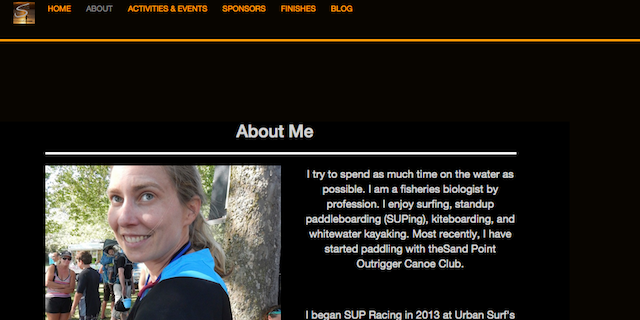 HOME ABOUT ACTIVITIES & EVENTS SPONSORS FINISHES BLOG
About Me
I try to spend as much time on the water as
possible. I am a fisheries biologist by
profession. I enjoy surfing, standup
paddleboarding (SUPing), kiteboarding, and
whitewater kayaking. Most recently, I have
started paddling with theSand Point
Outrigger Canoe Club.
I began SUP Racing in 2013 at Urban Surf's